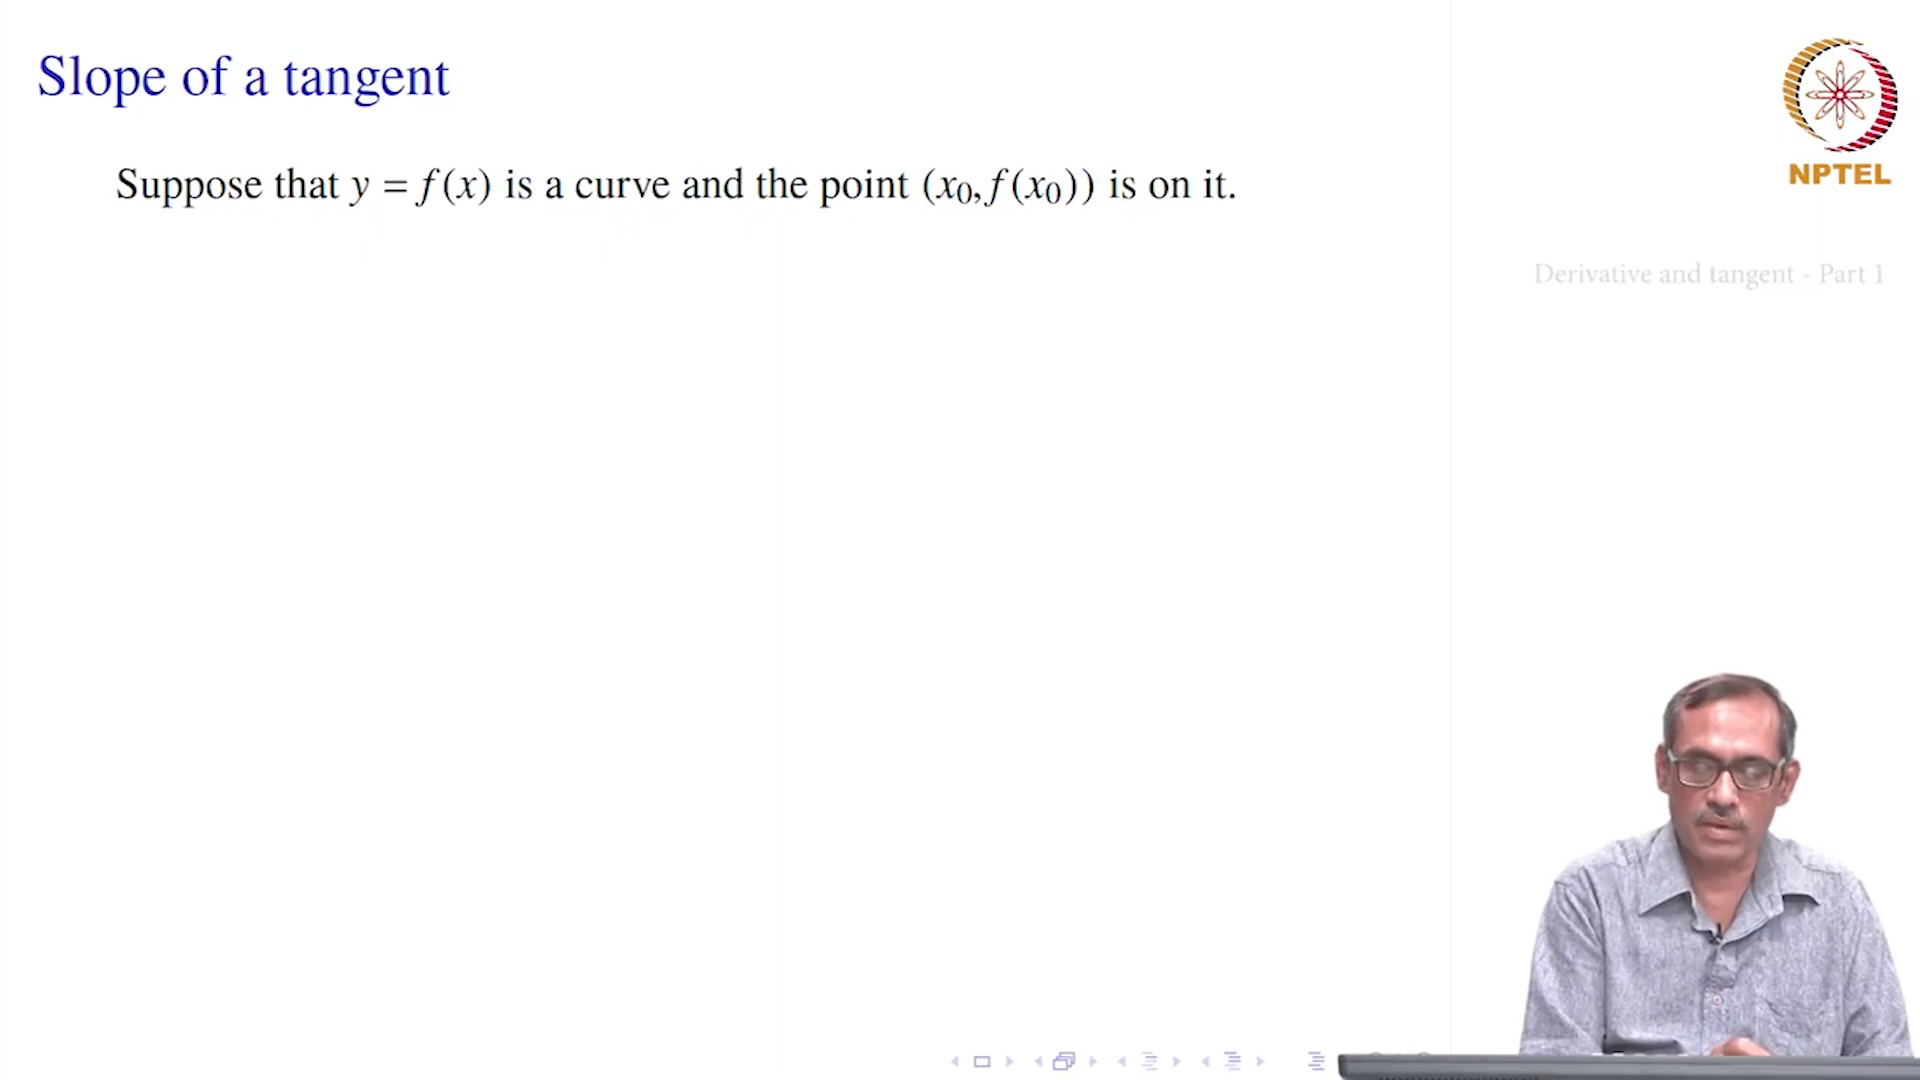 Slope of a tangent
Suppose that y = f(x) is a curve and the point (x₀, f(x₀)) is on it.
NPTEL
Derivative and tangent - Part 1